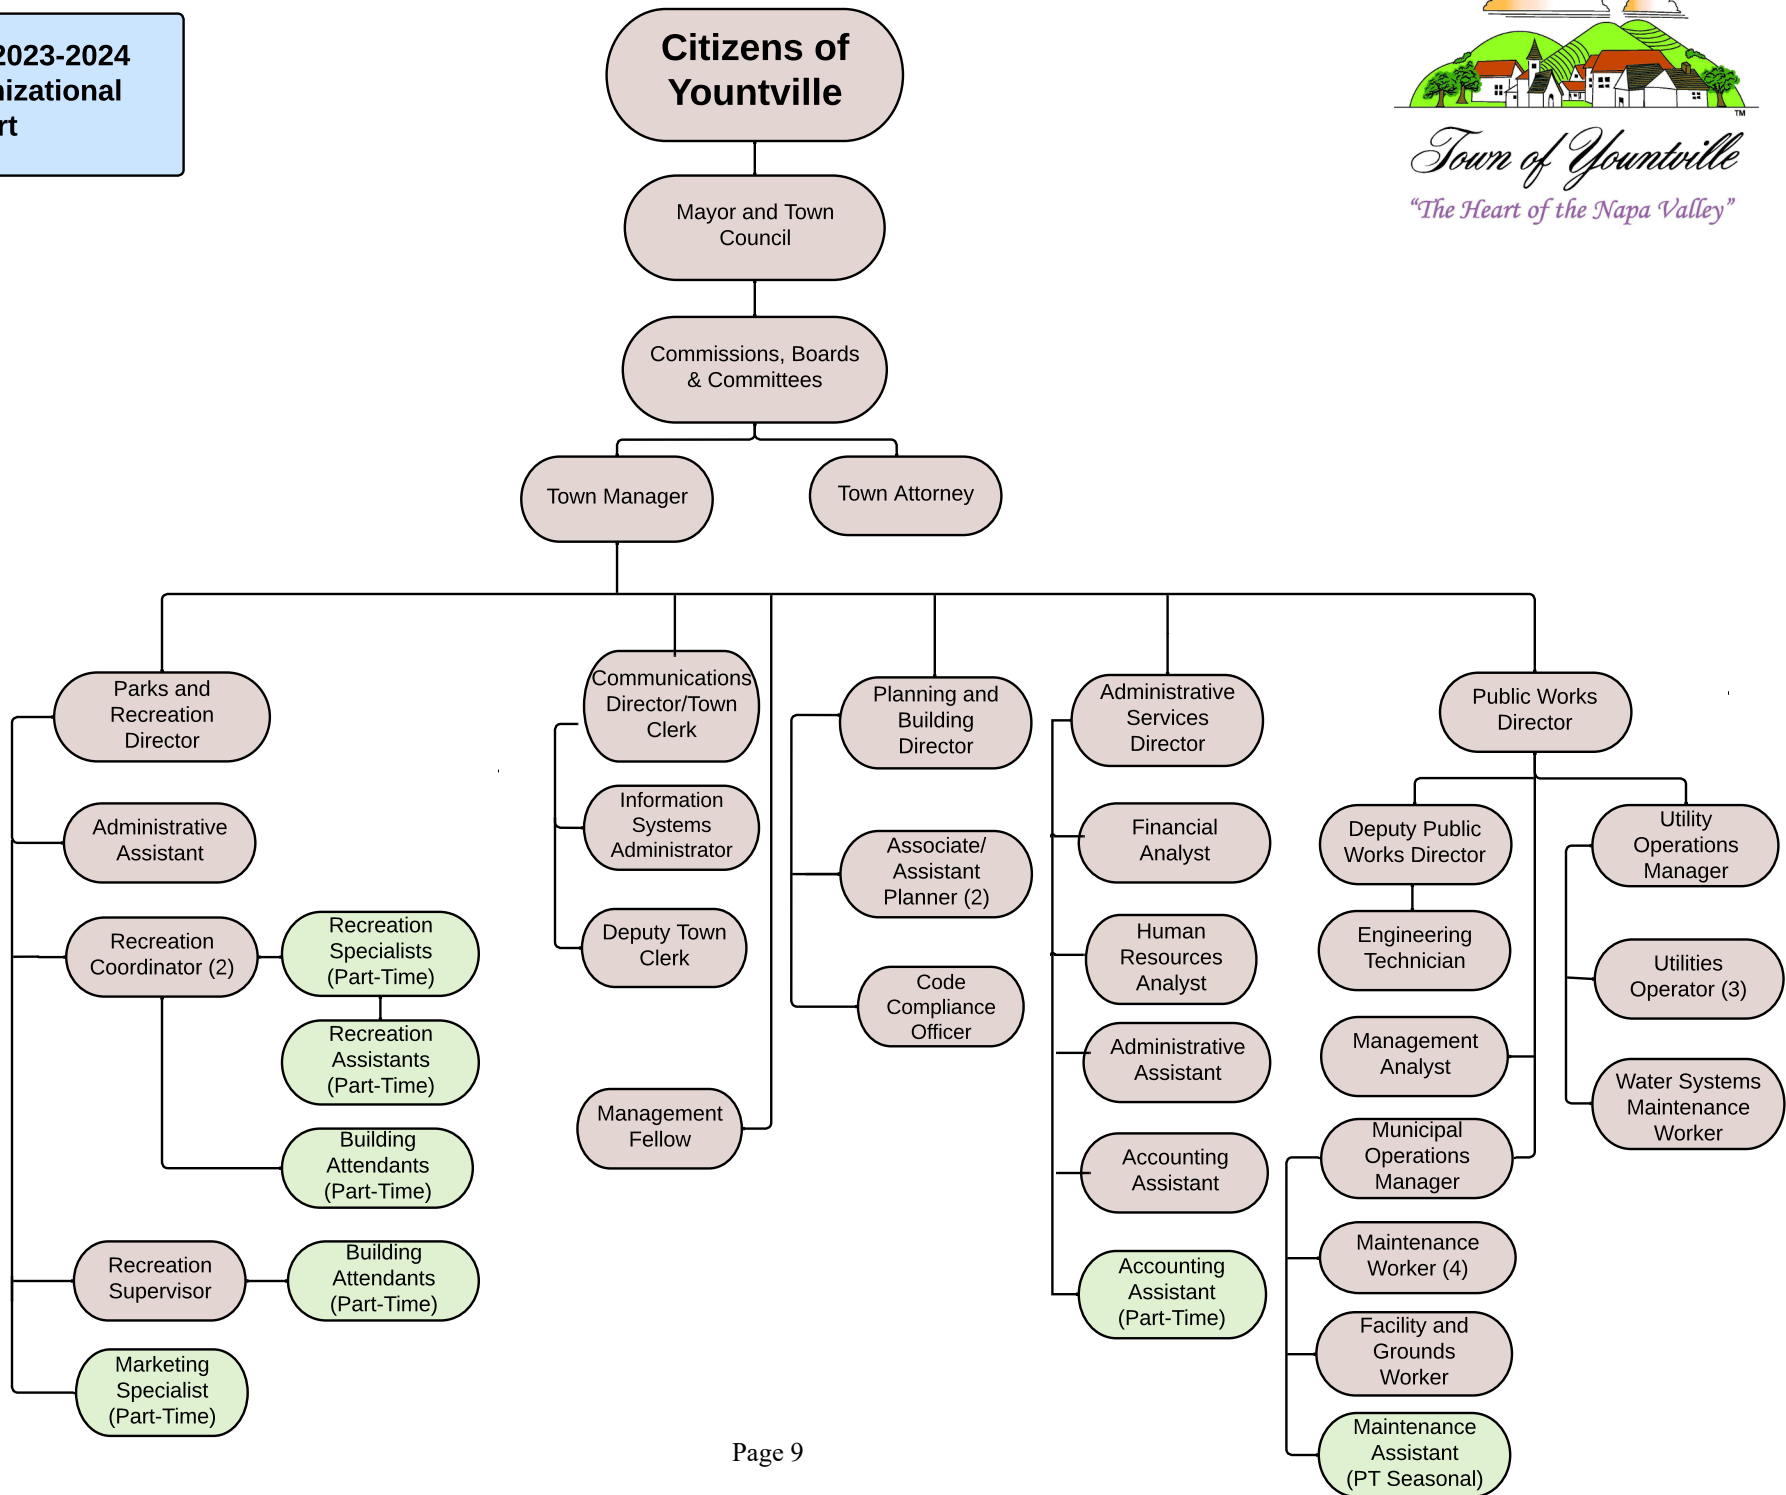 2023-2024
nizational
rt
Citizens of
Yountville
TM
Town of Yountville
“The Heart of the Napa Valley”
Mayor and Town
Council
Commissions, Boards
& Committees
Town Manager
Town Attorney
Parks and
Recreation
Director
Administrative
Assistant
Recreation
Coordinator (2)
Recreation
Specialists
(Part-Time)
Recreation
Assistants
(Part-Time)
Building
Attendants
(Part-Time)
Recreation
Supervisor
Building
Attendants
(Part-Time)
Marketing
Specialist
(Part-Time)
Communications
Director/Town
Clerk
Information
Systems
Administrator
Deputy Town
Clerk
Management
Fellow
Planning and
Building
Director
Associate/
Assistant
Planner (2)
Code
Compliance
Officer
Administrative
Services
Director
Financial
Analyst
Human
Resources
Analyst
Administrative
Assistant
Accounting
Assistant
Accounting
Assistant
(Part-Time)
Public Works
Director
Deputy Public
Works Director
Engineering
Technician
Management
Analyst
Municipal
Operations
Manager
Maintenance
Worker (4)
Facility and
Grounds
Worker
Maintenance
Assistant
(PT Seasonal)
Utility
Operations
Manager
Utilities
Operator (3)
Water Systems
Maintenance
Worker
Page 9